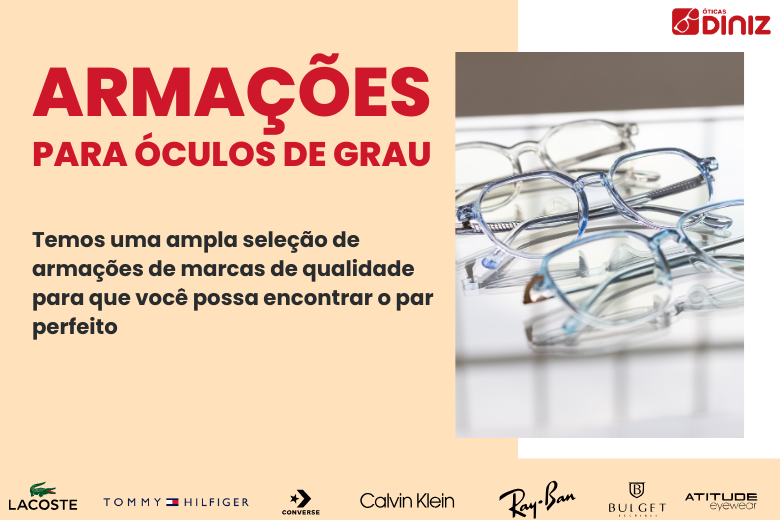 ÓTICAS
DINIZ
ARMAÇÕES
PARA ÓCULOS DE GRAU
Temos uma ampla seleção de
armações de marcas de qualidade
para que você possa encontrar o par
perfeito
LACOSTE
TOMMY HILFIGER
CONVERSE
Calvin Klein
Ray-Ban
BULGET
ATITUDE
eyewear